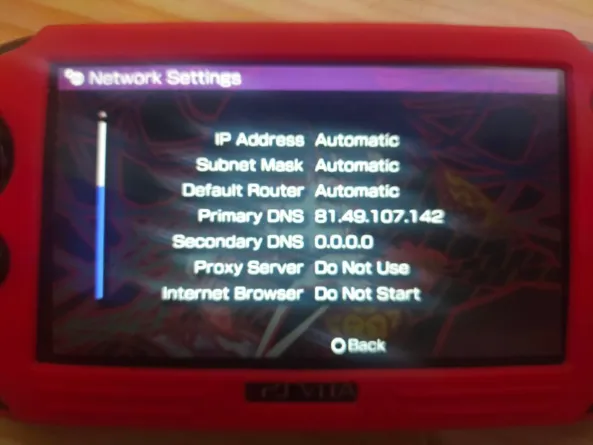 Network Settings
IP Address Automatic
Subnet Mask Automatic
Default Router Automatic
Primary DNS 81.49.107.142
Secondary DNS 0.0.0.0
Proxy Server Do Not Use
Internet Browser Do Not Start
Back
PS VITA